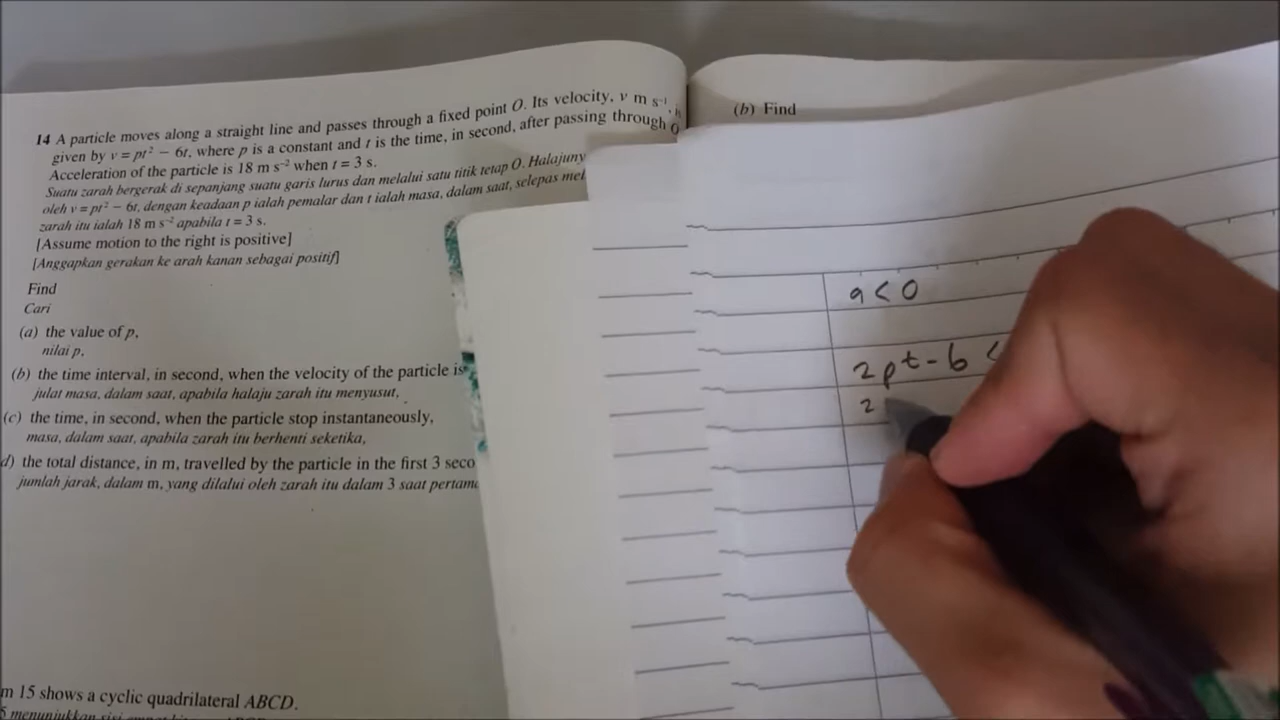 14 A particle moves along a straight line and passes through a fixed point O. Its velocity, v m s⁻¹, is
given by v = pt² − 6t, where p is a constant and t is the time, in second, after passing through O
Acceleration of the particle is 18 m s⁻² when t = 3 s.
Suatu zarah bergerak di sepanjang suatu garis lurus dan melalui satu titik tetap O.
oleh v = pt² − 6t, dengan keadaan p ialah pemalar dan t ialah masa, dalam saat, selepas
zarah itu ialah 18 m s⁻² apabila t = 3 s.
[Assume motion to the right is positive]
[Anggapkan gerakan ke arah kanan sebagai positif]
Find
Cari
(a) the value of p,
nilai p,
(b) the time interval, in second, when the velocity of the particle is
julat masa, dalam saat, apabila halaju zarah itu menyusut,
(c) the time, in second, when the particle stop instantaneously,
masa, dalam saat, apabila zarah itu berhenti seketika,
d) the total distance, in m, travelled by the particle in the first 3
jumlah jarak, dalam m, yang dilalui oleh zarah itu dalam 3 saat
m 15 shows a cyclic quadrilateral ABCD.
(b) Find
a < 0
2pt - 6 <
2